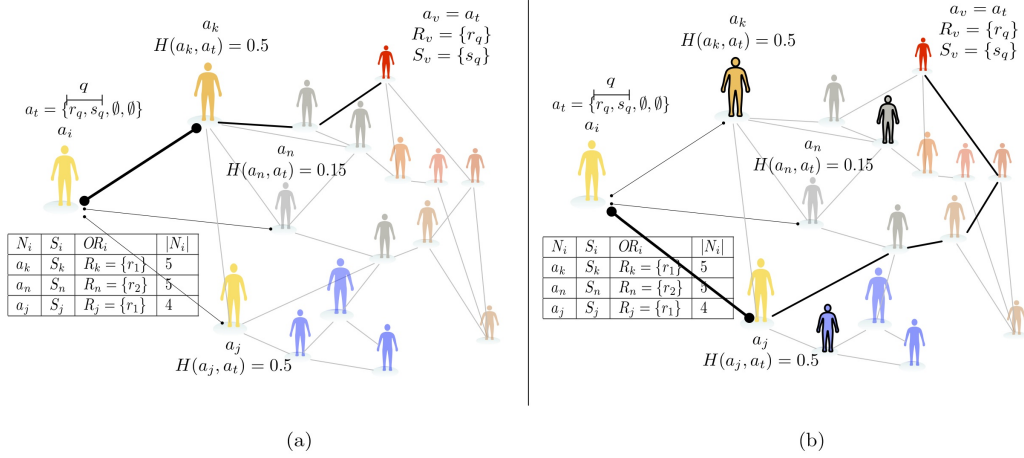 a_k
H(a_k, a_t) = 0.5
a_v = a_t
R_v = {r_q}
S_v = {s_q}
q
a_t = {r_q, s_q, ∅, ∅}
a_i
a_n
H(a_n, a_t) = 0.15
N_i S_i OR_i |N_i|
a_k S_k R_k = {r_1} 5
a_n S_n R_n = {r_2} 5
a_j S_j R_j = {r_1} 4
a_j
H(a_j, a_t) = 0.5
(a)
a_k
H(a_k, a_t) = 0.5
a_v = a_t
R_v = {r_q}
S_v = {s_q}
q
a_t = {r_q, s_q, ∅, ∅}
a_i
a_n
H(a_n, a_t) = 0.15
N_i S_i OR_i |N_i|
a_k S_k R_k = {r_1} 5
a_n S_n R_n = {r_2} 5
a_j S_j R_j = {r_1} 4
a_j
H(a_j, a_t) = 0.5
(b)